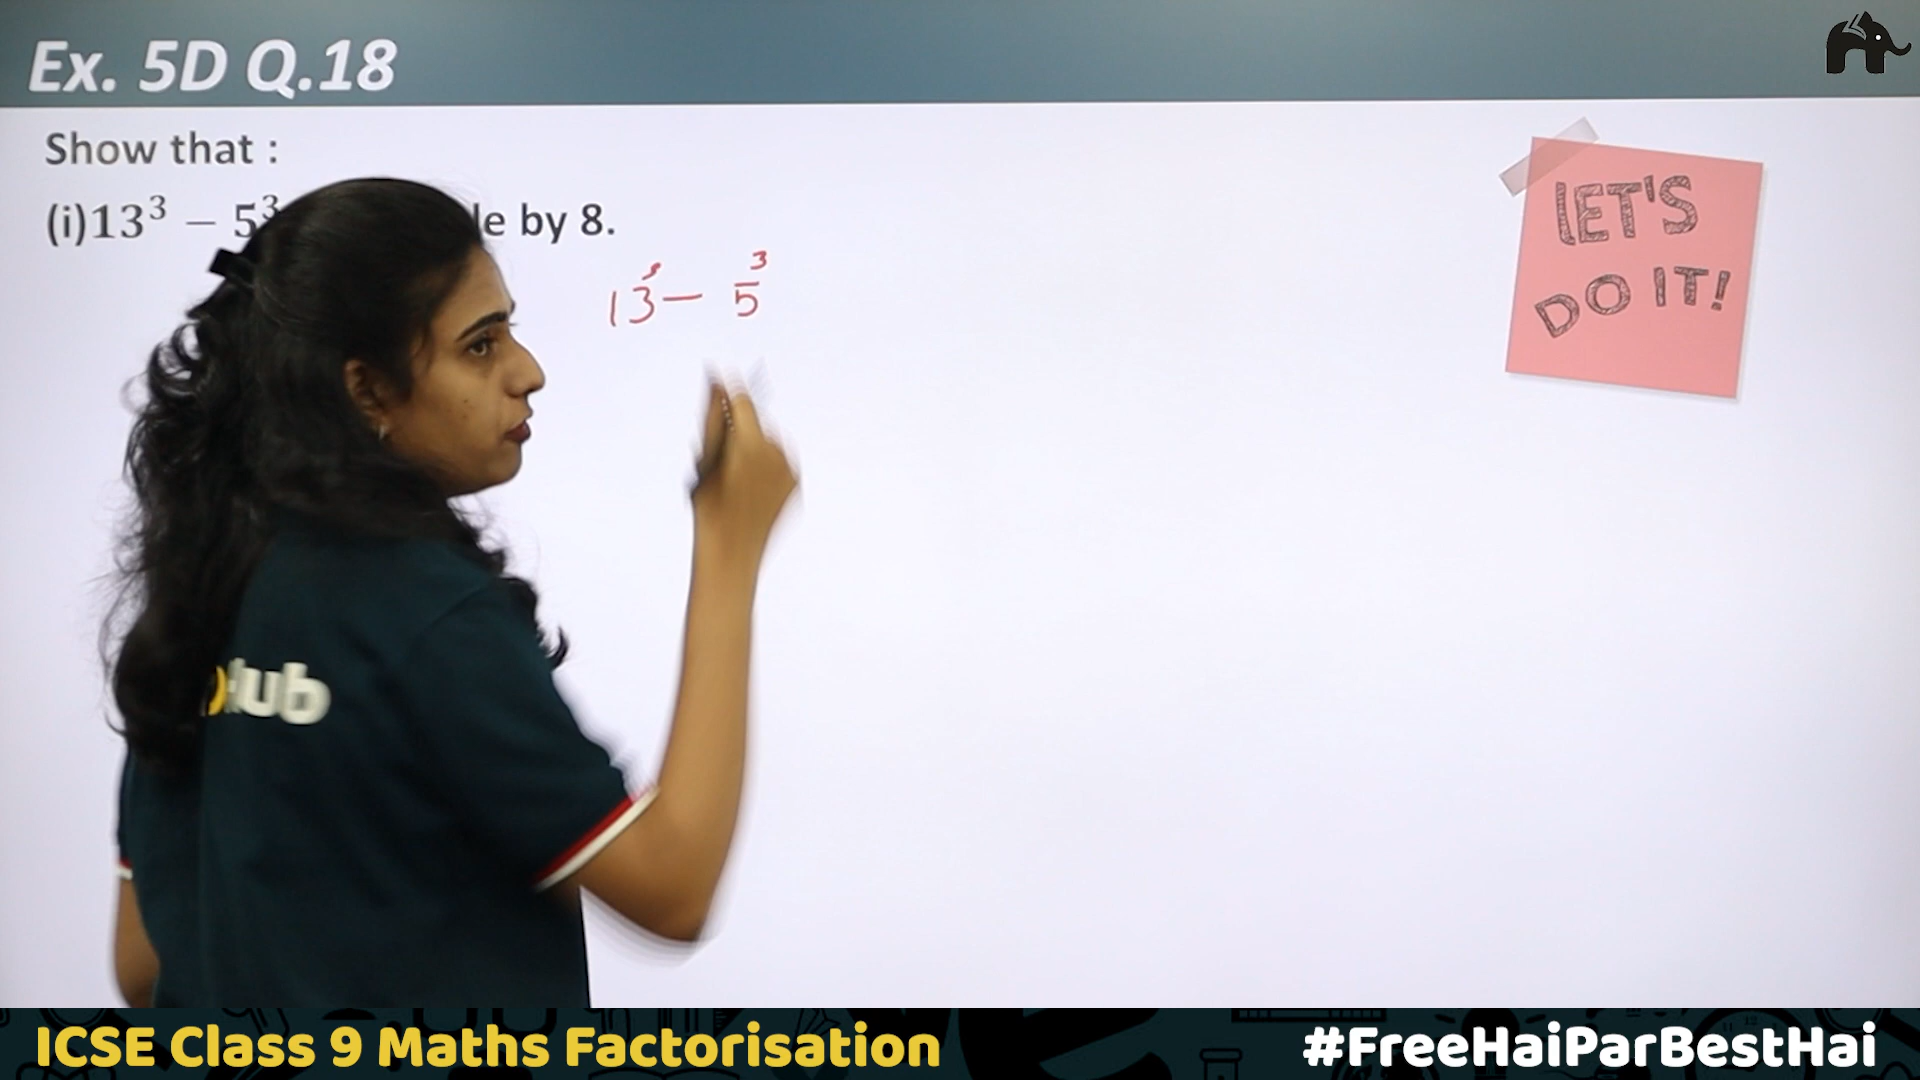 Ex. 5D Q.18
Show that :
(i)13³ – 5³ by 8.
13³ – 5³
LET'S
DO IT!
Hub
ICSE Class 9 Maths Factorisation
#FreeHaiParBestHai